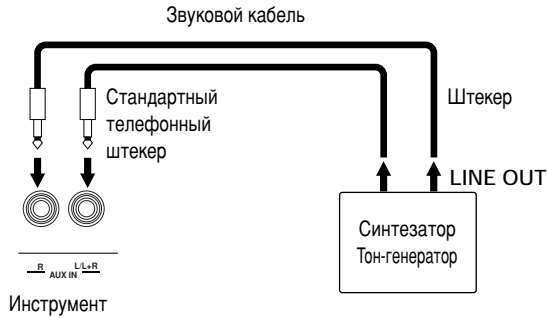 Звуковой кабель
Стандартный
телефонный
штекер
Штекер
LINE OUT
Синтезатор
Тон-генератор
R L/L+R
AUX IN
Инструмент